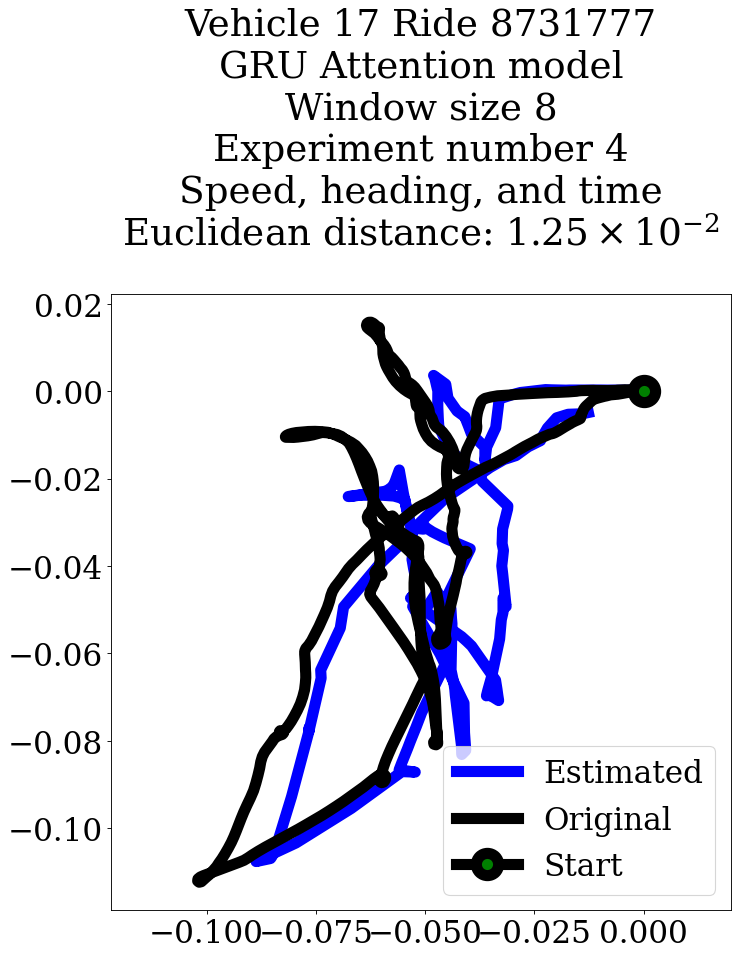 Vehicle 17 Ride 8731777
GRU Attention model
Window size 8
Experiment number 4
Speed, heading, and time
Euclidean distance: 1.25 × 10⁻²
0.02
0.00
−0.02
−0.04
−0.06
−0.08
−0.10
Estimated
Original
Start
−0.100 −0.075 −0.050 −0.025 0.000